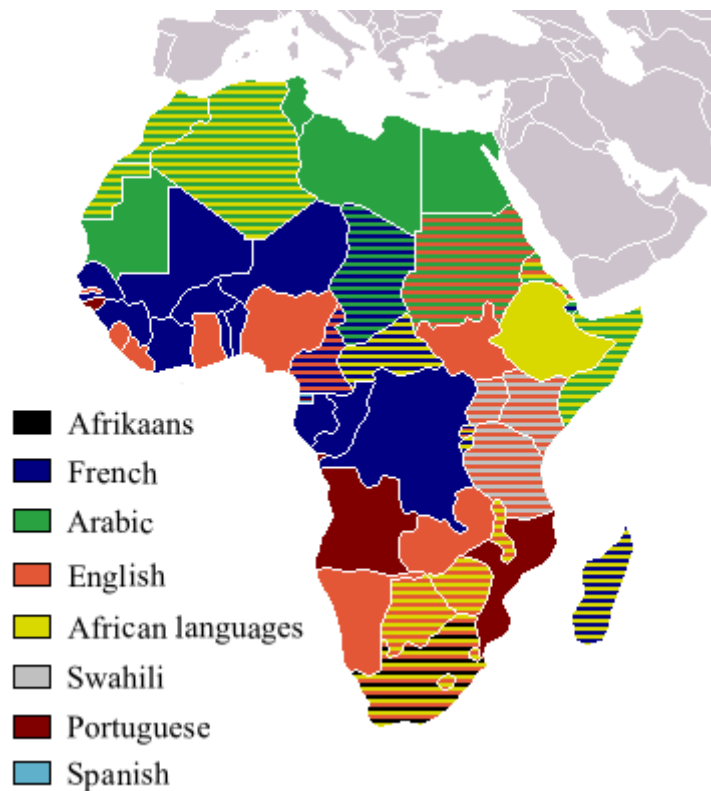 Afrikaans
French
Arabic
English
African languages
Swahili
Portuguese
Spanish